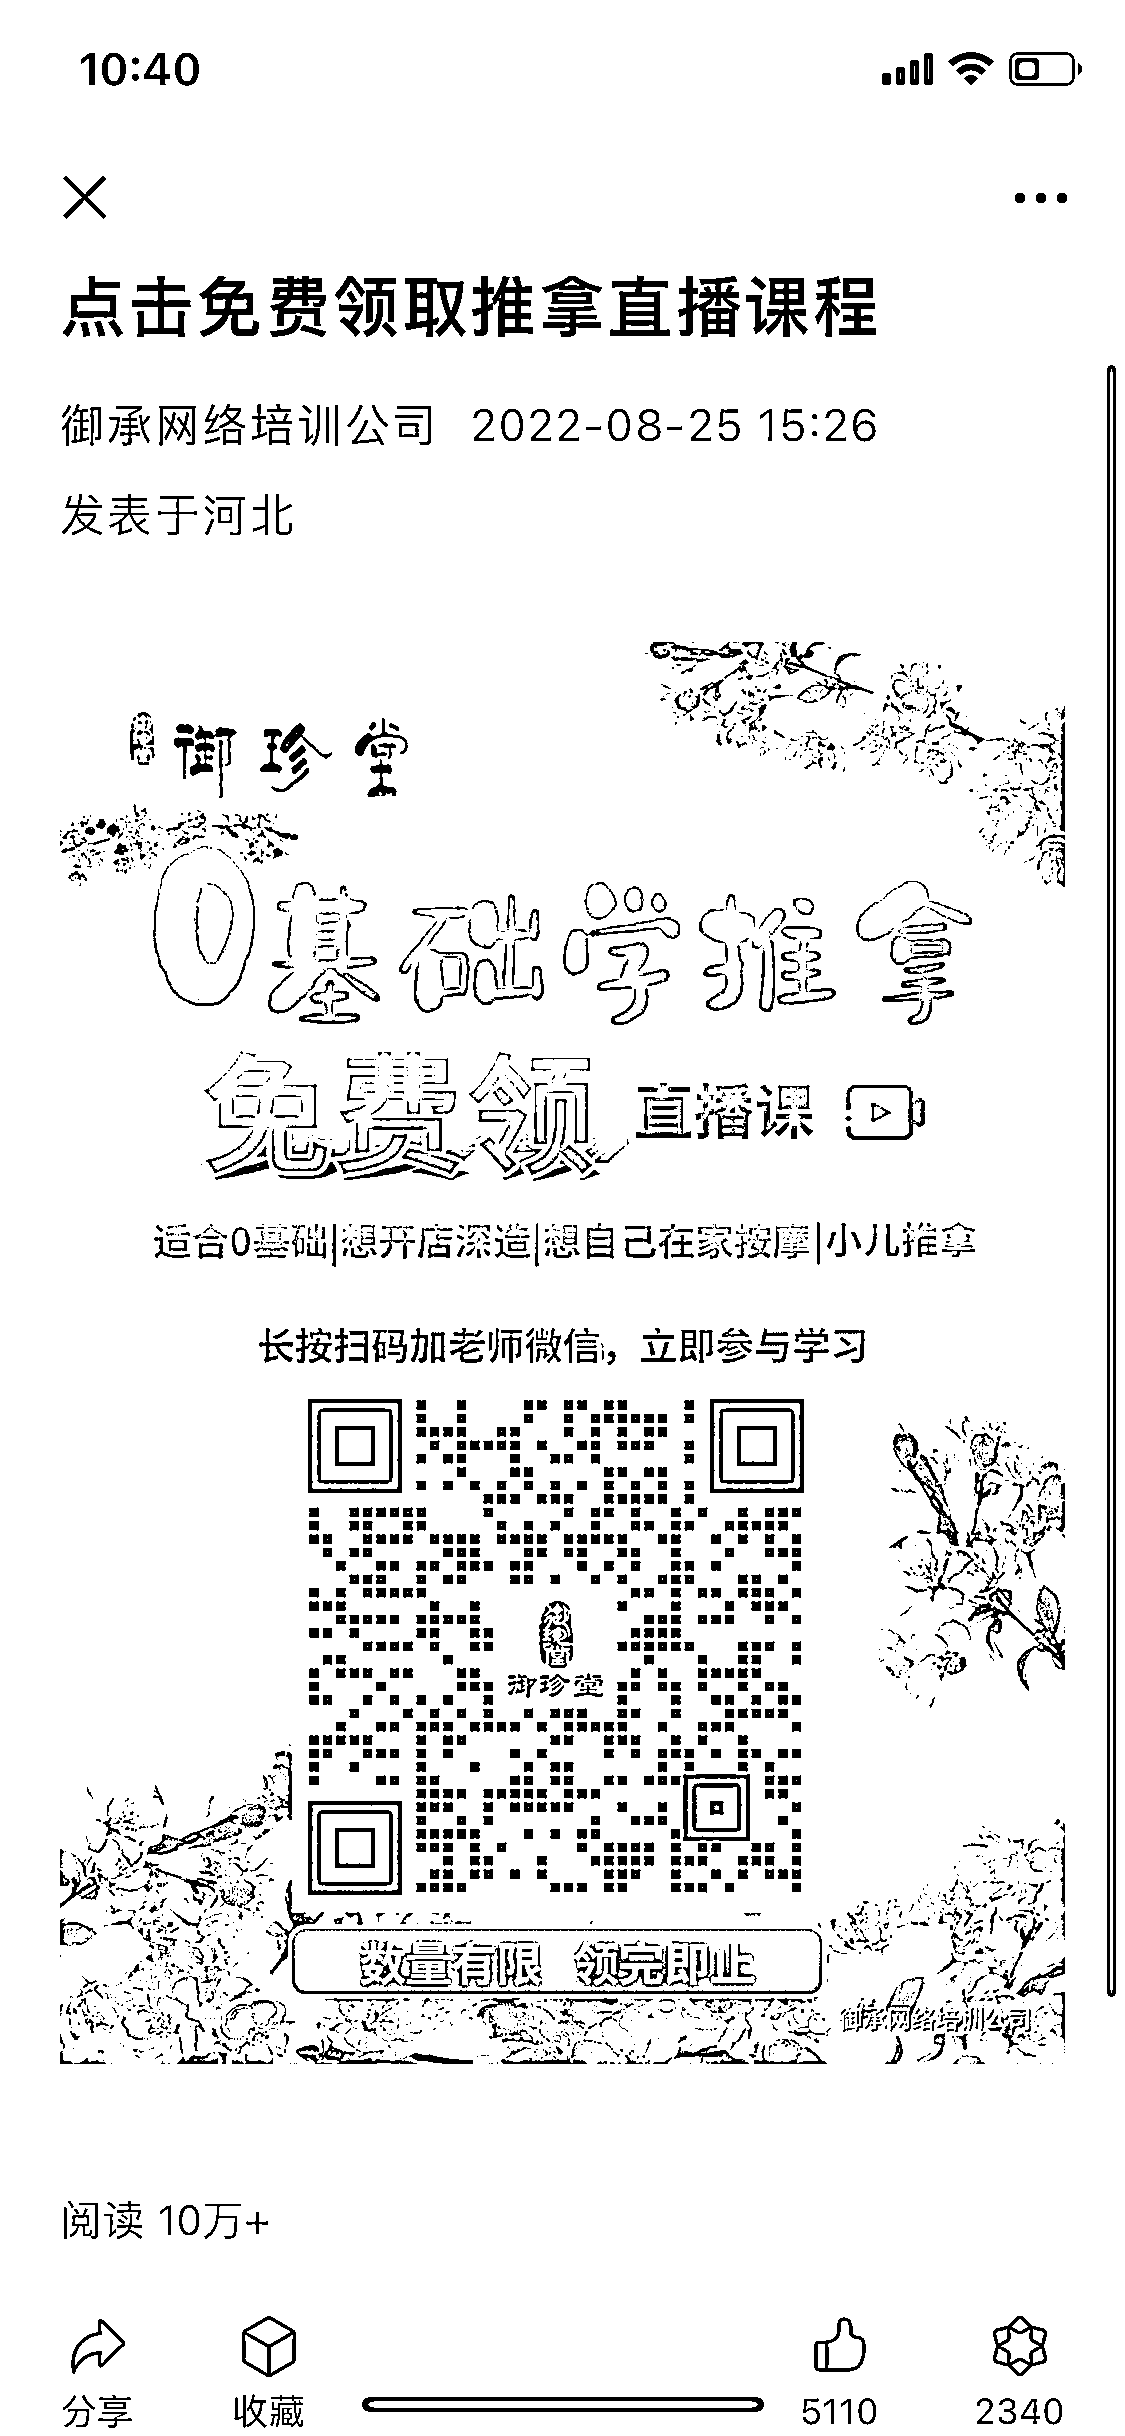 10:40
点击免费领取推拿直播课程
御承网络培训公司 2022-08-25 15:26
发表于河北
御珍堂
0基础学推拿
免费领 直播课
适合0基础|想开店深造|想自己在家按摩|小儿推拿
长按扫码加老师微信，立即参与学习
御珍堂
御珍堂
数量有限 领完即止
御承网络培训公司
阅读 10万+
分享 收藏 5110 2340